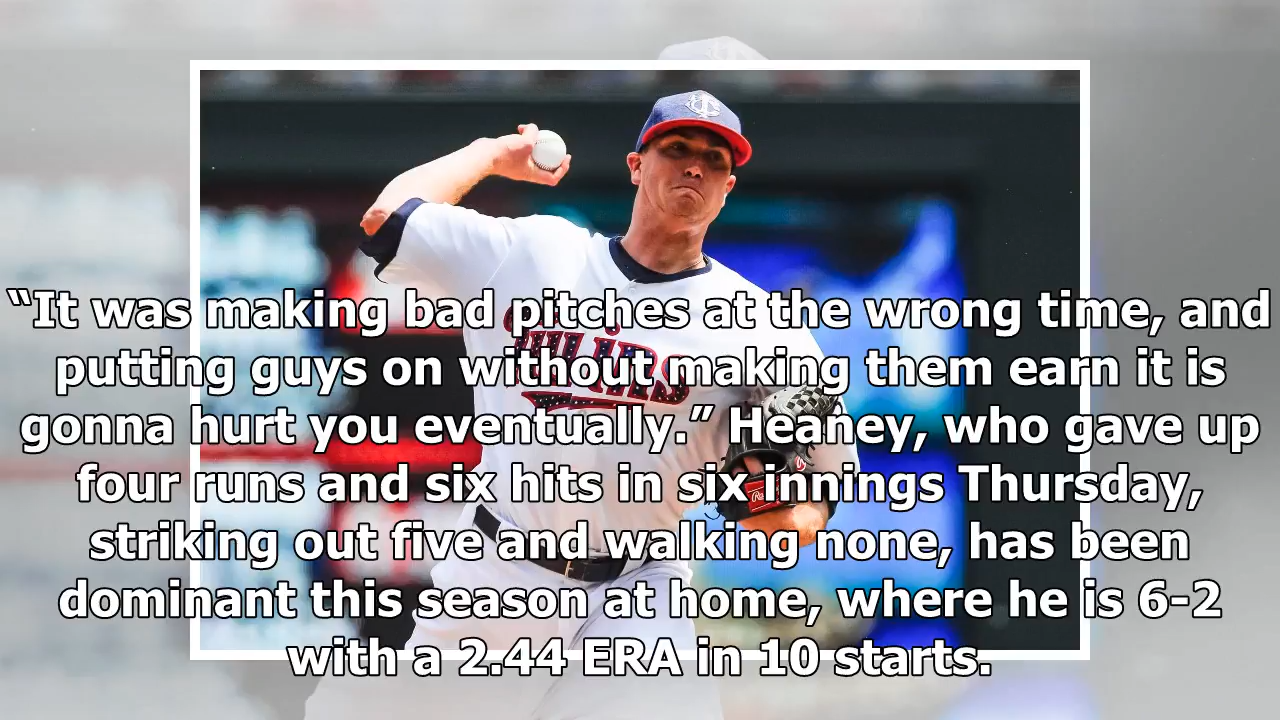 “It was making bad pitches at the wrong time, and
putting guys on without making them earn it is
gonna hurt you eventually.” Heaney, who gave up
four runs and six hits in six innings Thursday,
striking out five and walking none, has been
dominant this season at home, where he is 6-2
with a 2.44 ERA in 10 starts.